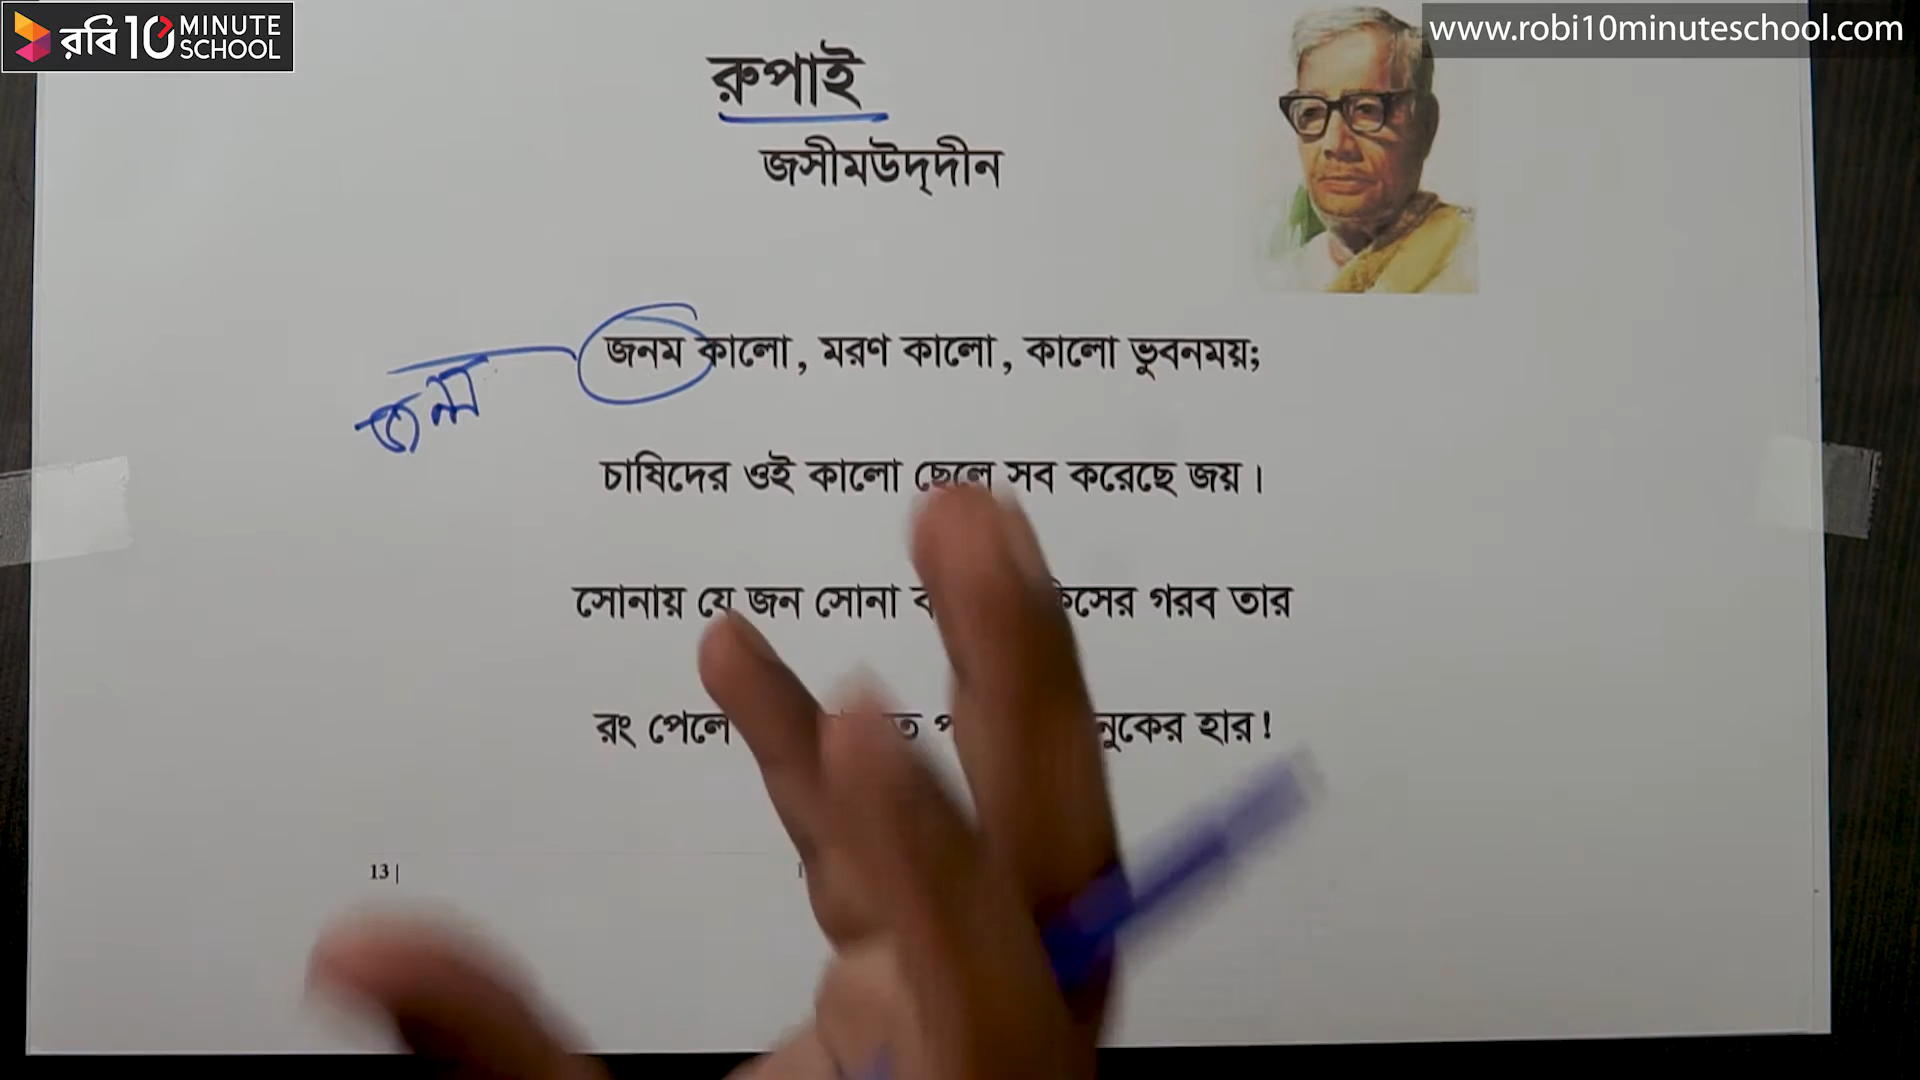 রবি 10 MINUTE SCHOOL
www.robi10minuteschool.com
রুপাই
জসীমউদ্‌দীন
জনম কালো, মরণ কালো, কালো ভুবনময়;
জন্ম
চাষিদের ওই কালো ছেলে সব করেছে জয়।
সোনায় যে জন সোনা কিসের গরব তার
রং পেলে হার!
13 |